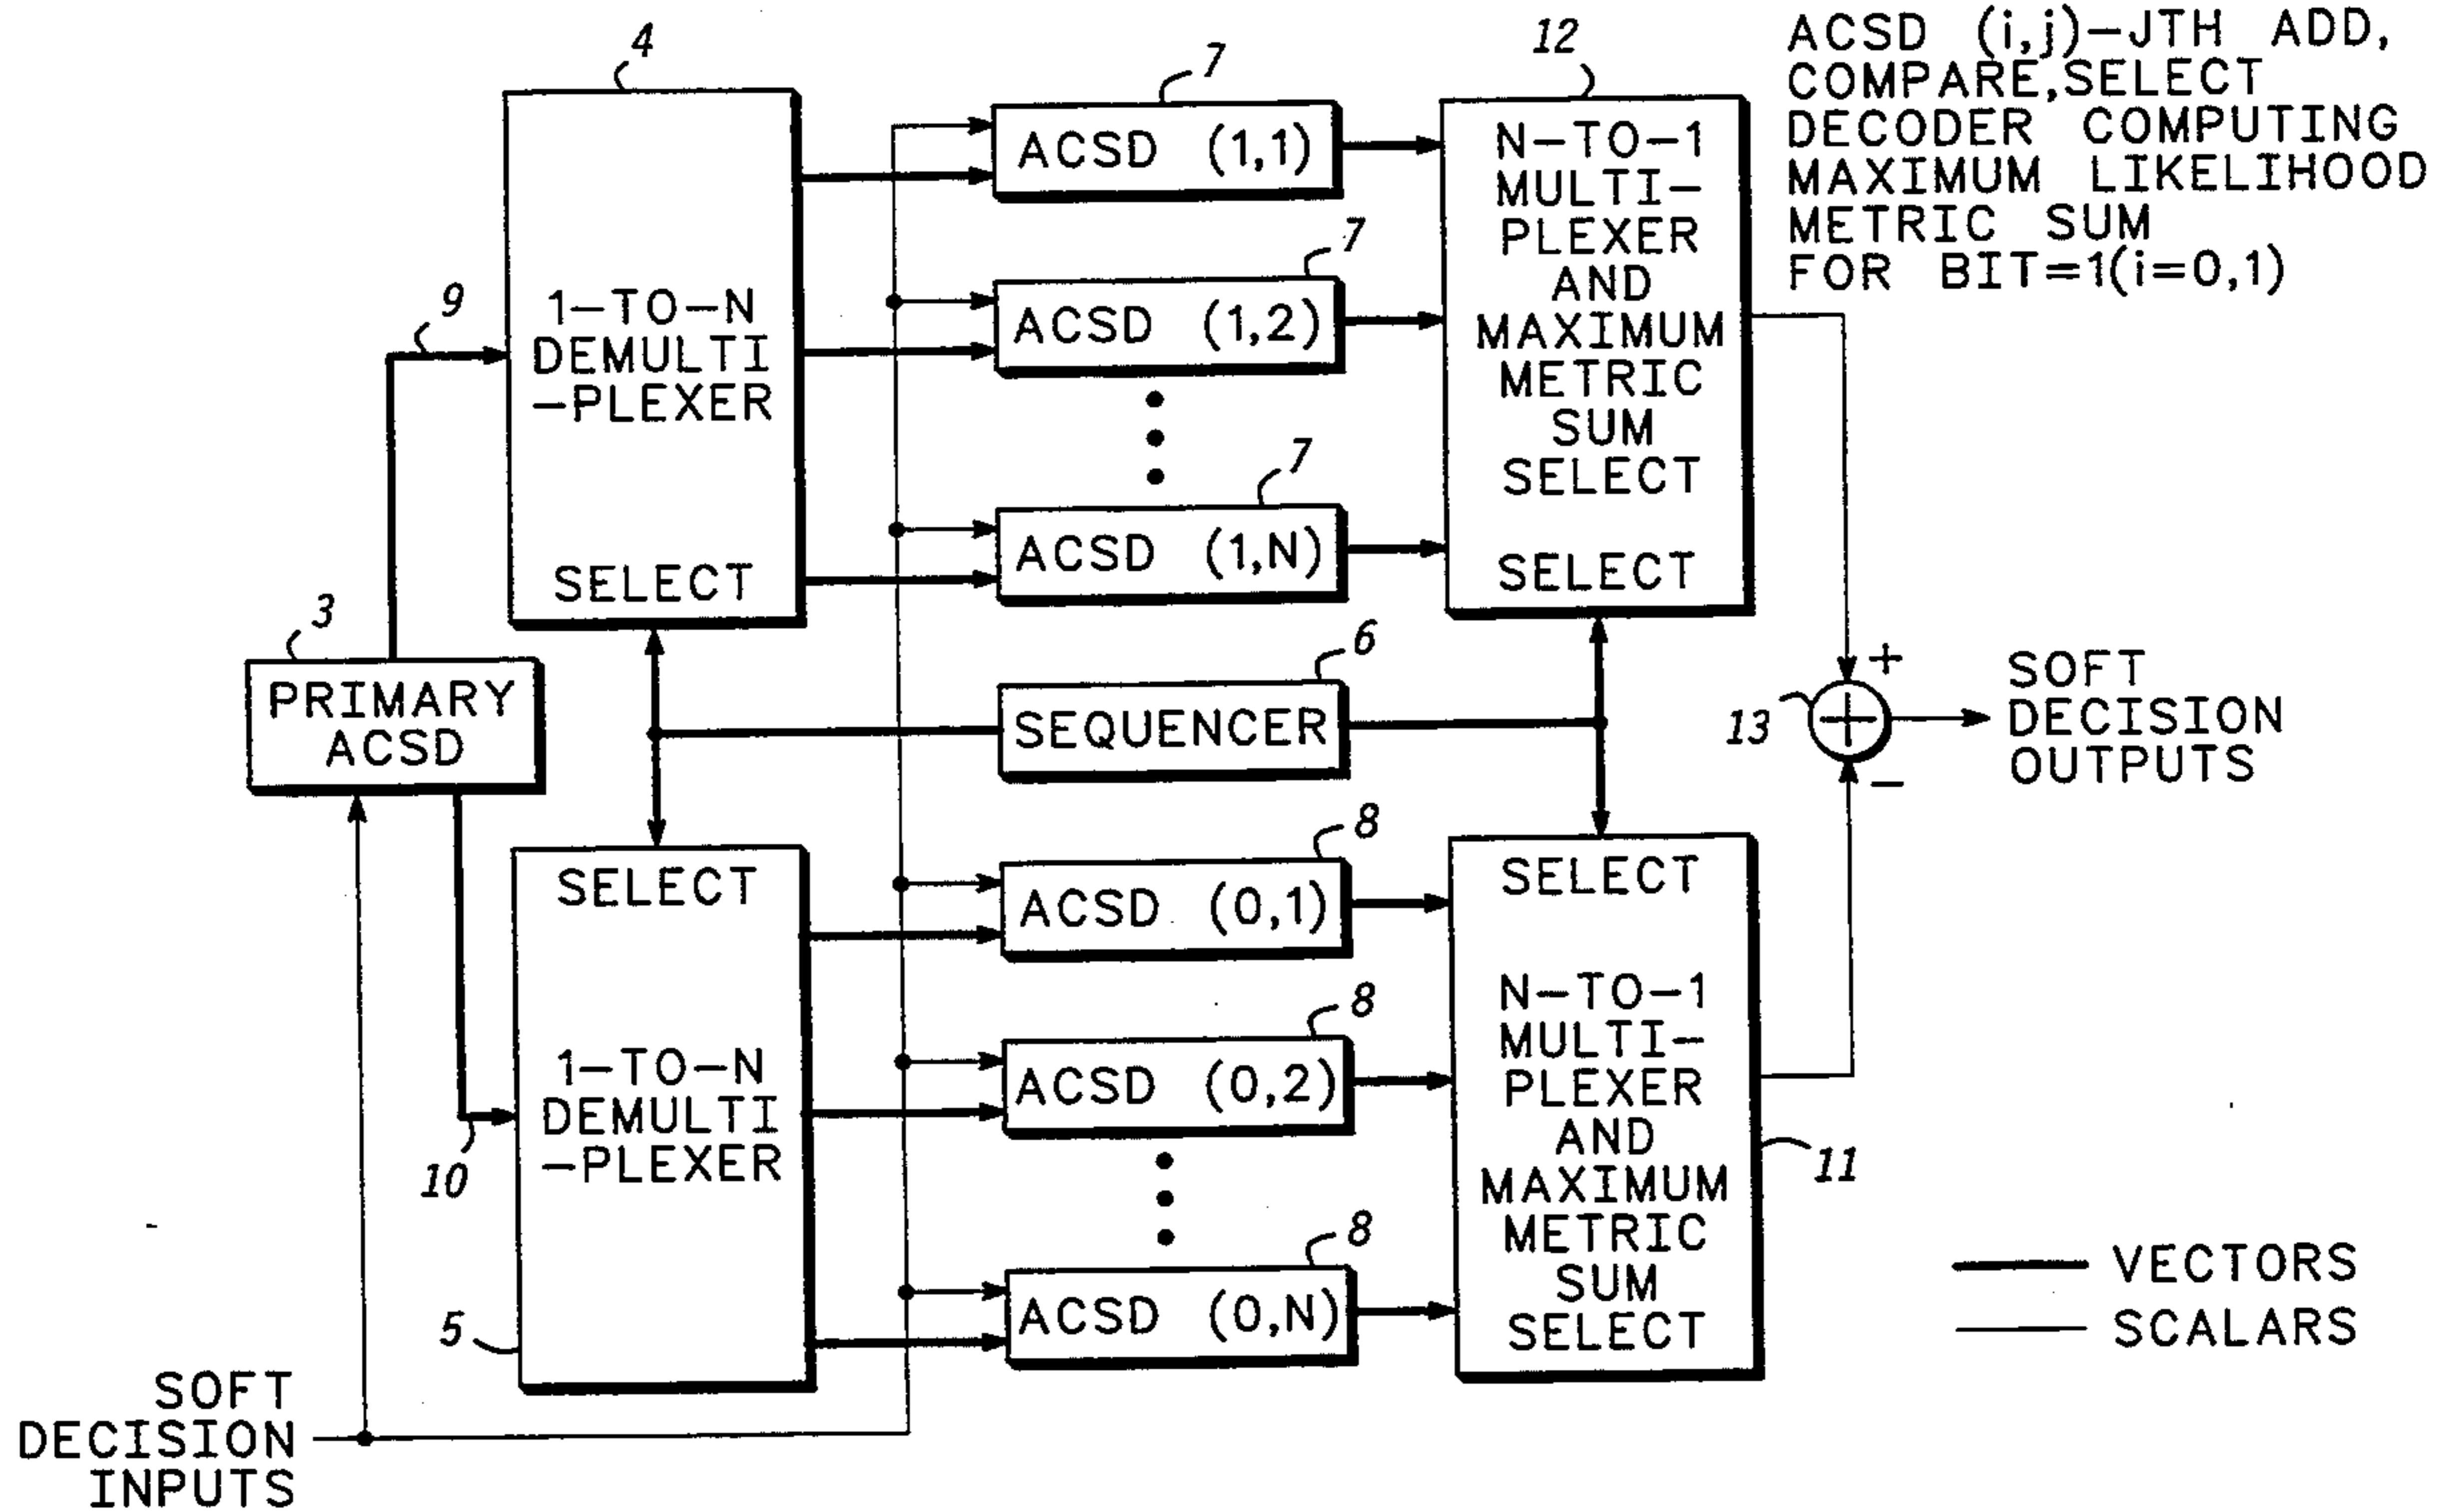 4
7
12
ACSD (i,j)–JTH ADD,
COMPARE,SELECT
DECODER COMPUTING
MAXIMUM LIKELIHOOD
METRIC SUM
FOR BIT=1(i=0,1)
9
1–TO–N
DEMULTI
–PLEXER
SELECT
ACSD (1,1)
7
ACSD (1,2)
7
ACSD (1,N)
N–TO–1
MULTI–
PLEXER
AND
MAXIMUM
METRIC
SUM
SELECT
SELECT
3
PRIMARY
ACSD
6
SEQUENCER
+
13
–
SOFT
DECISION
OUTPUTS
SELECT
1–TO–N
DEMULTI
–PLEXER
10
5
8
ACSD (0,1)
8
ACSD (0,2)
8
ACSD (0,N)
SELECT
N–TO–1
MULTI–
PLEXER
AND
MAXIMUM
METRIC
SUM
SELECT
11
VECTORS
SCALARS
SOFT
DECISION
INPUTS